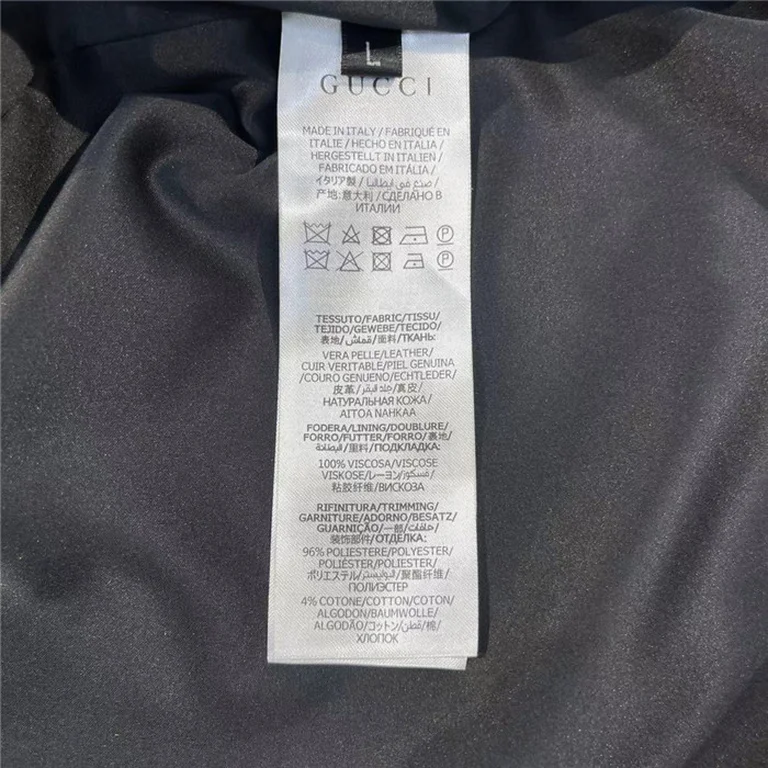 L
GUCCI
MADE IN ITALY / FABRIQUÉ EN
ITALIE / HECHO EN ITALIA /
HERGESTELLT IN ITALIEN /
FABRICADO EM ITÁLIA /
イタリア製 / صنع في ايطاليا /
产地: 意大利 / СДЕЛАНО В
ИТАЛИИ
P
P
TESSUTO/FABRIC/TISSU/
TEJIDO/GEWEBE/TECIDO/
表地/قماش/面料/ТКАНЬ:
VERA PELLE/LEATHER/
CUIR VERITABLE/PIEL GENUINA
/COURO GENUENO/ECHTLEDER/
皮革/جلد البقر/真皮/
НАТУРАЛЬНАЯ КОЖА/
AITOA NAHKAA
FODERA/LINING/DOUBLURE/
FORRO/FUTTER/FORRO/裏地/
بطانة/里料/ПОДКЛАДКА:
100% VISCOSA/VISCOSE
VISKOSE/レーヨン/فسكوز/
粘胶纤维/ВИСКОЗА
RIFINITURA/TRIMMING/
GARNITURE/ADORNO/BESATZ/
GUARNIÇÃO/一部/حافات/
装饰部件/ОТДЕЛКА:
96% POLIESTERE/POLYESTER/
POLIÉSTER/POLIESTER/
ポリエステル/البوليستر/聚酯纤维/
ПОЛИЭСТЕР
4% COTONE/COTTON/COTON/
ALGODON/BAUMWOLLE/
ALGODÃO/コットン/قطن/棉/
ХЛОПОК